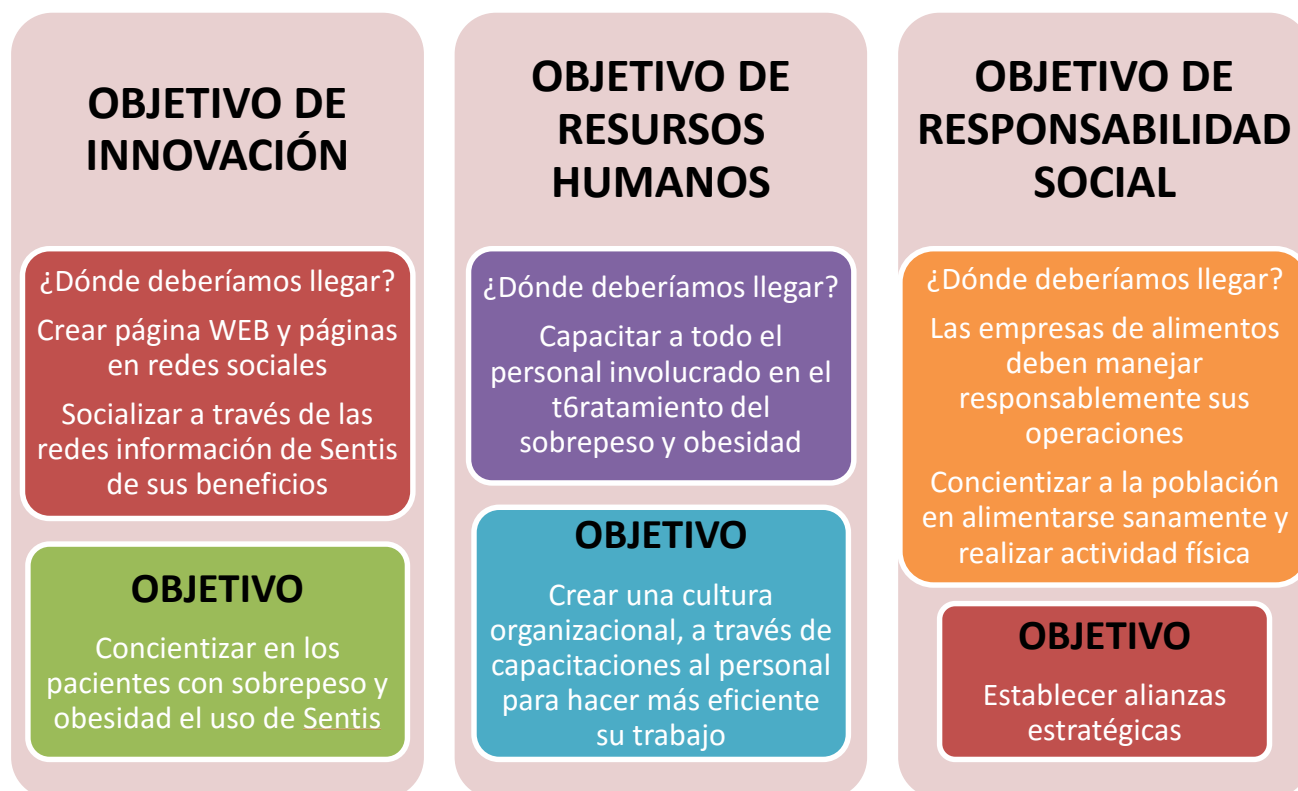 OBJETIVO DE
INNOVACIÓN
¿Dónde deberíamos llegar?
Crear página WEB y páginas
en redes sociales
Socializar a través de las
redes información de Sentis
de sus beneficios
OBJETIVO
Concientizar en los
pacientes con sobrepeso y
obesidad el uso de Sentis
OBJETIVO DE
RESURSOS
HUMANOS
¿Dónde deberíamos llegar?
Capacitar a todo el
personal involucrado en el
t6ratamiento del
sobrepeso y obesidad
OBJETIVO
Crear una cultura
organizacional, a través de
capacitaciones al personal
para hacer más eficiente
su trabajo
OBJETIVO DE
RESPONSABILIDAD
SOCIAL
¿Dónde deberíamos llegar?
Las empresas de alimentos
deben manejar
responsablemente sus
operaciones
Concientizar a la población
en alimentarse sanamente y
realizar actividad física
OBJETIVO
Establecer alianzas
estratégicas